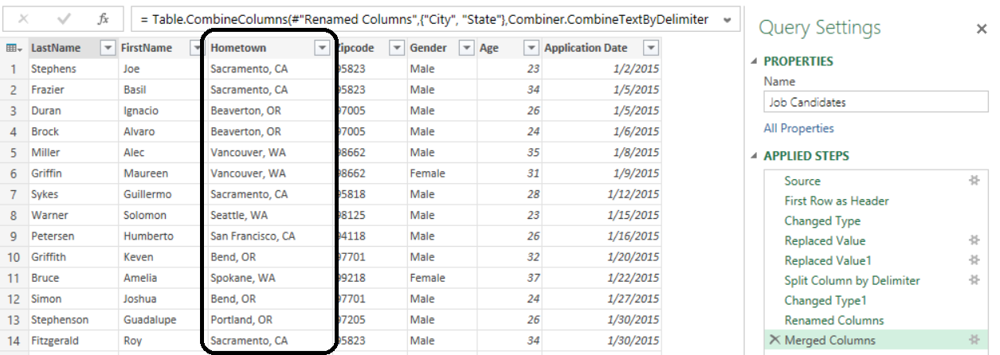 fx = Table.CombineColumns(#"Renamed Columns",{"City", "State"},Combiner.CombineTextByDelimiter
LastName FirstName Hometown Zipcode Gender Age Application Date
1 Stephens Joe Sacramento, CA 95823 Male 23 1/2/2015
2 Frazier Basil Sacramento, CA 95823 Male 34 1/5/2015
3 Duran Ignacio Beaverton, OR 97005 Male 26 1/5/2015
4 Brock Alvaro Beaverton, OR 97005 Male 24 1/6/2015
5 Miller Alec Vancouver, WA 98662 Male 35 1/8/2015
6 Griffin Maureen Vancouver, WA 98662 Female 31 1/9/2015
7 Sykes Guillermo Sacramento, CA 95818 Male 28 1/12/2015
8 Warner Solomon Seattle, WA 98125 Male 23 1/15/2015
9 Petersen Humberto San Francisco, CA 94118 Male 26 1/16/2015
10 Griffith Keven Bend, OR 97701 Male 32 1/20/2015
11 Bruce Amelia Spokane, WA 99218 Female 37 1/22/2015
12 Simon Joshua Bend, OR 97701 Male 24 1/27/2015
13 Stephenson Guadalupe Portland, OR 97205 Male 26 1/30/2015
14 Fitzgerald Roy Sacramento, CA 95823 Male 34 1/30/2015
Query Settings
PROPERTIES
Name
Job Candidates
All Properties
APPLIED STEPS
Source
First Row as Header
Changed Type
Replaced Value
Replaced Value1
Split Column by Delimiter
Changed Type1
Renamed Columns
Merged Columns